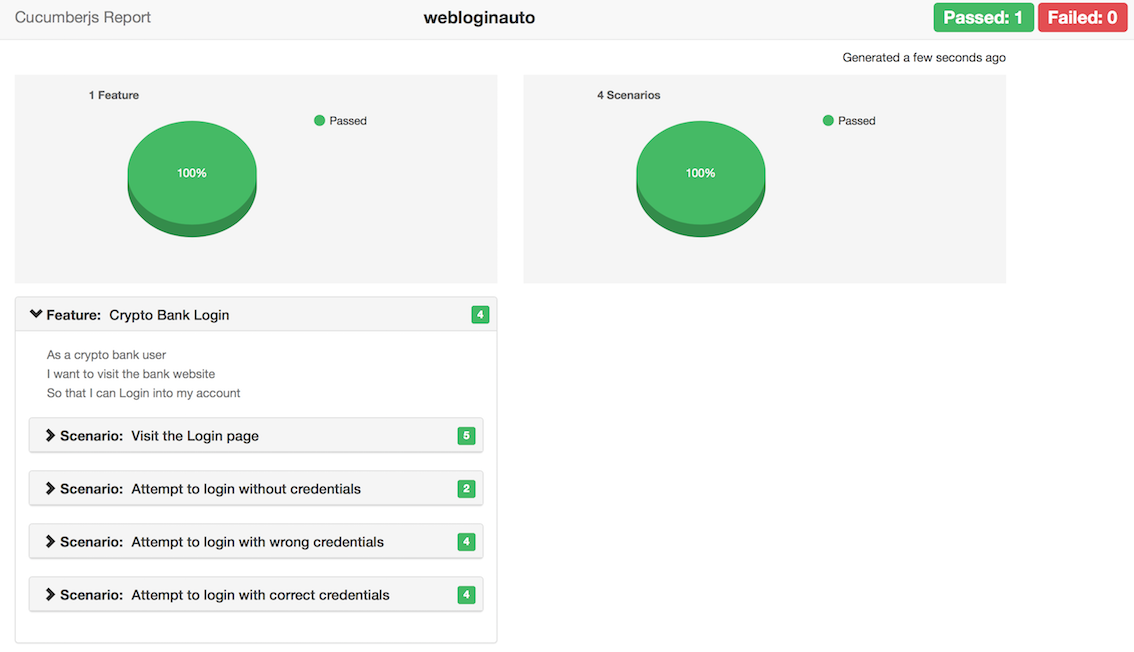 Cucumberjs Report
webloginauto
Passed: 1
Failed: 0
Generated a few seconds ago
1 Feature
Passed
100%
4 Scenarios
Passed
100%
Feature: Crypto Bank Login
4
As a crypto bank user
I want to visit the bank website
So that I can Login into my account
Scenario: Visit the Login page
5
Scenario: Attempt to login without credentials
2
Scenario: Attempt to login with wrong credentials
4
Scenario: Attempt to login with correct credentials
4